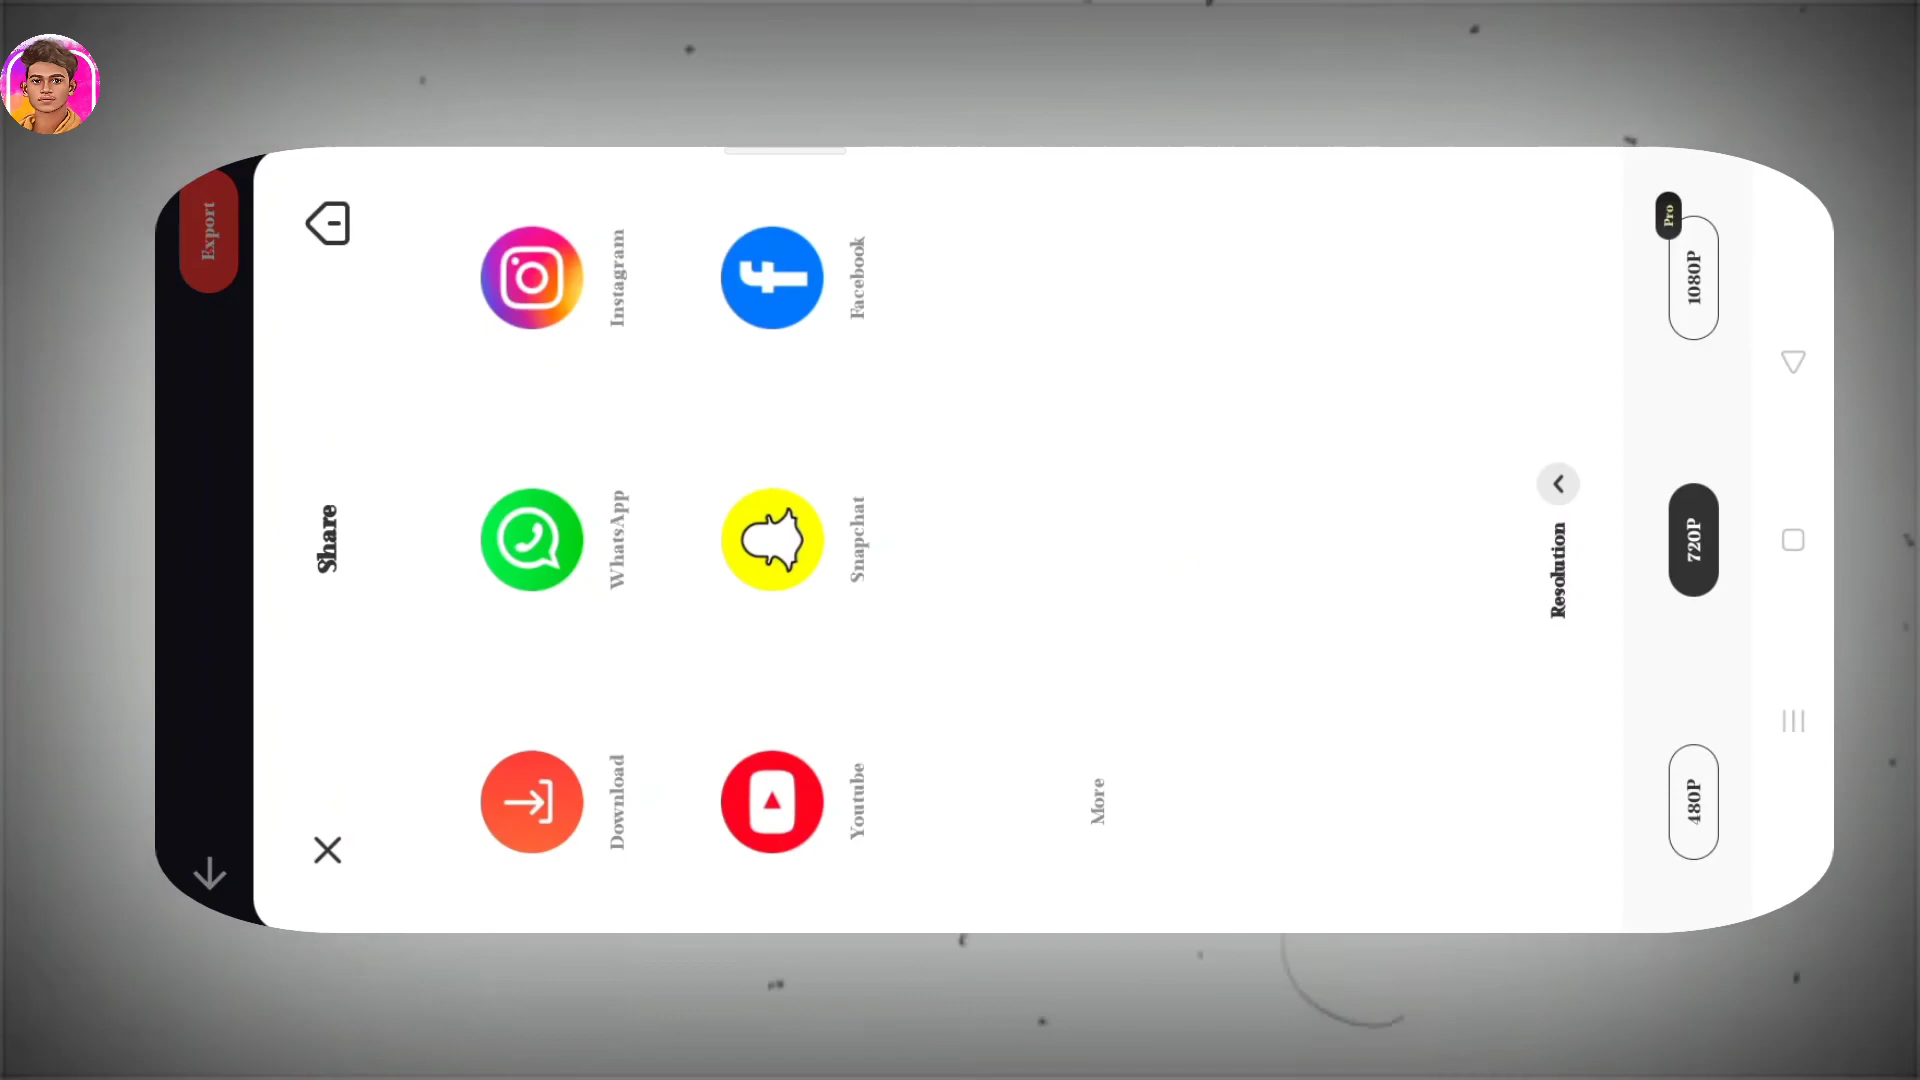 Export
Share
Download
WhatsApp
Instagram
Youtube
Snapchat
Facebook
More
Resolution
480P
720P
1080P
Pro